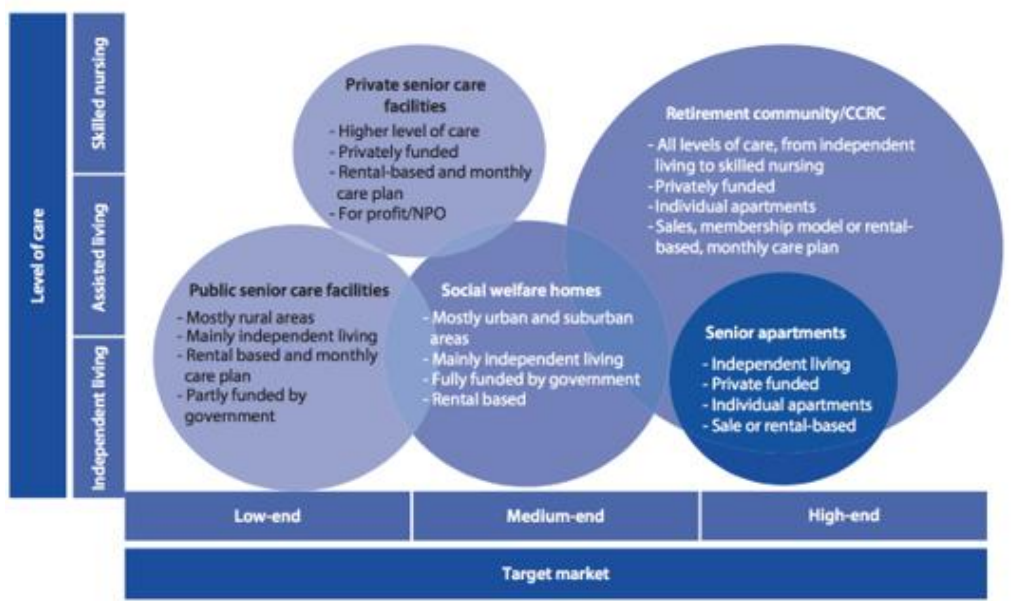 Level of care
Skilled nursing
Assisted living
Independent living
Private senior care
facilities
- Higher level of care
- Privately funded
- Rental-based and monthly
care plan
- For profit/NPO
Retirement community/CCRC
- All levels of care, from independent
living to skilled nursing
- Privately funded
- Individual apartments
- Sales, membership model or rental-
based, monthly care plan
Public senior care facilities
- Mostly rural areas
- Mainly independent living
- Rental based and monthly
care plan
- Partly funded by
government
Social welfare homes
- Mostly urban and suburban
areas
- Mainly independent living
- Fully funded by government
- Rental based
Senior apartments
- Independent living
- Private funded
- Individual apartments
- Sale or rental-based
Low-end
Medium-end
High-end
Target market